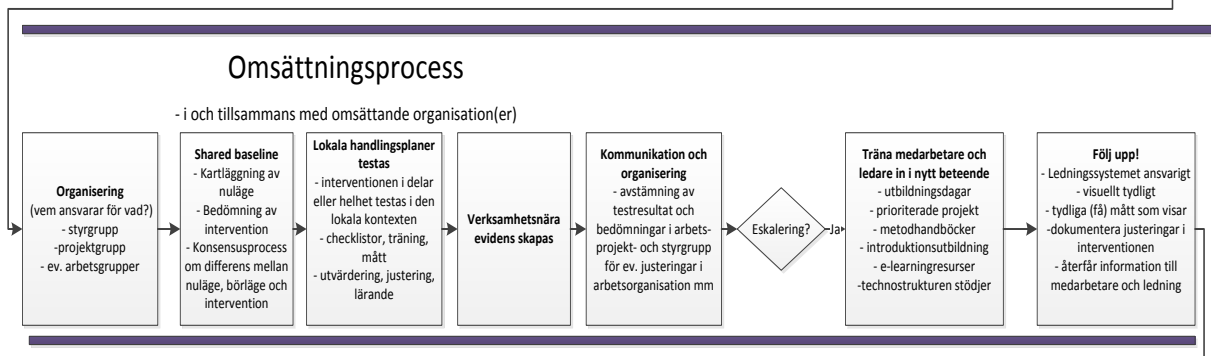 Omsättningsprocess
- i och tillsammans med omsättande organisation(er)
Organisering
(vem ansvarar för vad?)
- styrgrupp
-projektgrupp
- ev. arbetsgrupper
Shared baseline
- Kartläggning av
nuläge
- Bedömning av
intervention
- Konsensusprocess
om differens mellan
nuläge, börläge och
intervention
Lokala handlingsplaner
testas
- interventionen i delar
eller helhet testas i den
lokala kontexten
- checklistor, träning,
mått
- utvärdering, justering,
lärande
Verksamhetsnära
evidens skapas
Kommunikation och
organisering
- avstämning av
testresultat och
bedömningar i arbets-
projekt- och styrgrupp
för ev. justeringar i
arbetsorganisation mm
Eskalering?
Ja
Träna medarbetare och
ledare in i nytt beteende
- utbildningsdagar
- prioriterade projekt
- metodhandböcker
- introduktionsutbildning
- e-learningresurser
-technostrukturen stödjer
Följ upp!
- Ledningssystemet ansvarigt
- visuellt tydligt
- tydliga (få) mått som visar
-dokumentera justeringar i
interventionen
- återfår information till
medarbetare och ledning